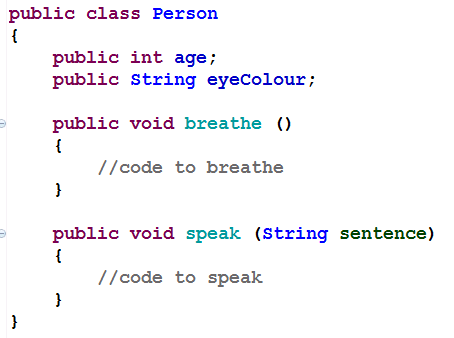 public class Person
{
    public int age;
    public String eyeColour;

    public void breathe ()
    {
        //code to breathe
    }

    public void speak (String sentence)
    {
        //code to speak
    }
}